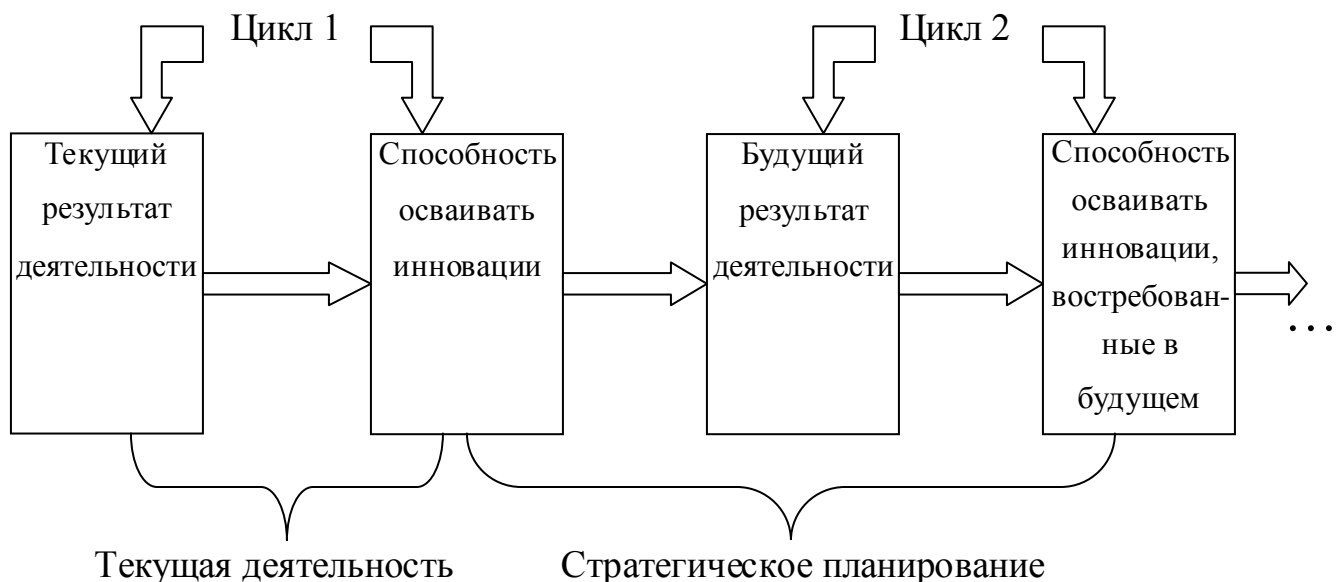 Цикл 1
Цикл 2
Текущий
результат
деятельности
Способность
осваивать
инновации
Будущий
результат
деятельности
Способность
осваивать
инновации,
востребован-
ные в
будущем
...
Текущая деятельность
Стратегическое планирование